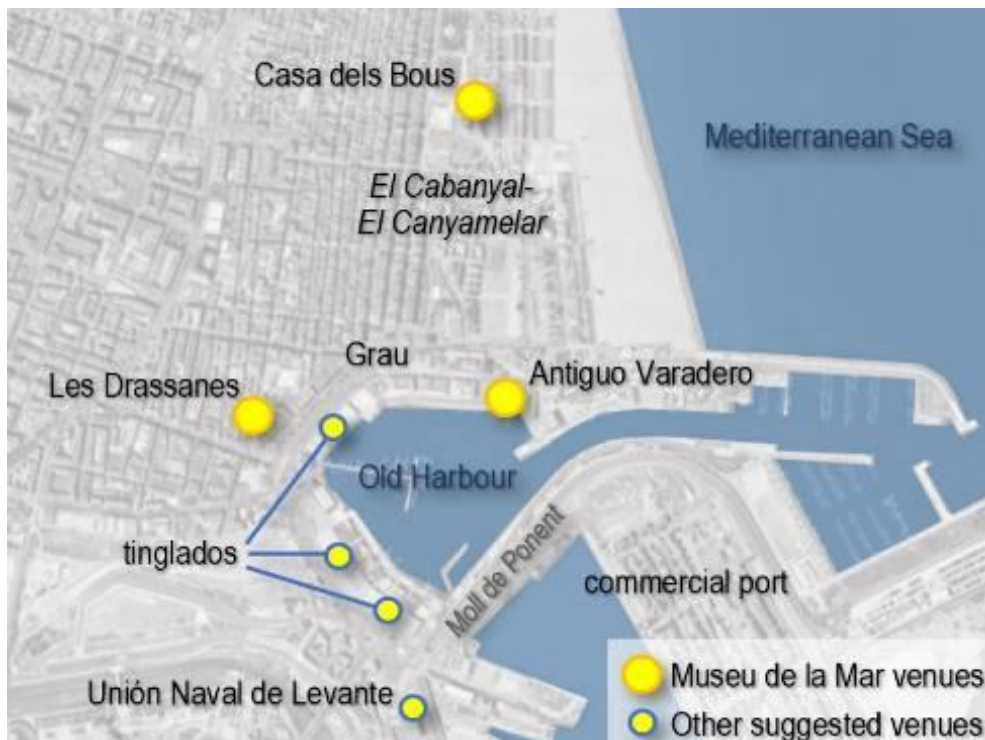 Casa dels Bous
Mediterranean Sea
El Cabanyal-
El Canyamelar
Grau
Les Drassanes
Antiguo Varadero
Old Harbour
tinglados
Moll de Ponent
commercial port
Unión Naval de Levante
Museu de la Mar venues
Other suggested venues